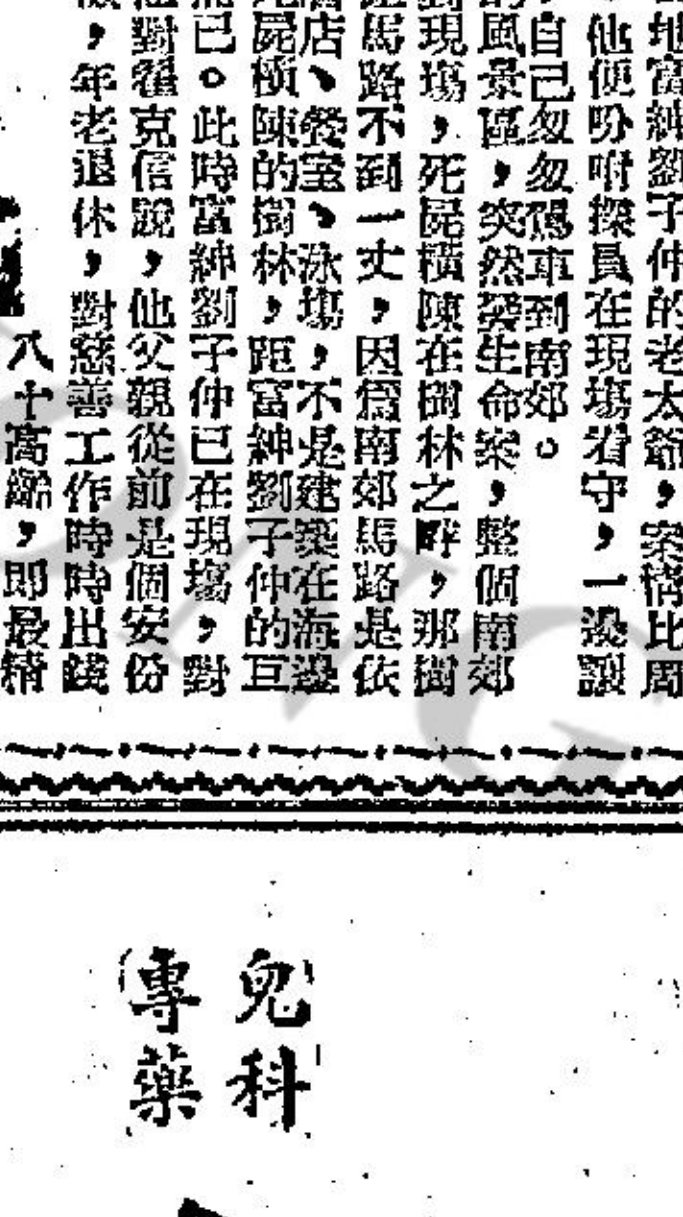 地富紳劉子仲的老太爺，案情比周
他便吩咐探員在現場看守，一邊讓
自己匆匆駕車到南郊。
的風景區，突然發生命案，整個南郊
到現場，死屍橫陳在樹林之畔，那樹
馬路不到一丈，因爲南郊馬路是依
店、餐室、泳場，不是建築在海邊
屍橫陳的樹林，距富紳劉子仲的巨
已。此時富紳劉子仲已在現場，對
對翟克信說，他父親從前是個安份
，年老退休，對慈善工作時時出錢
八十高齡，即最精
兒科
專藥